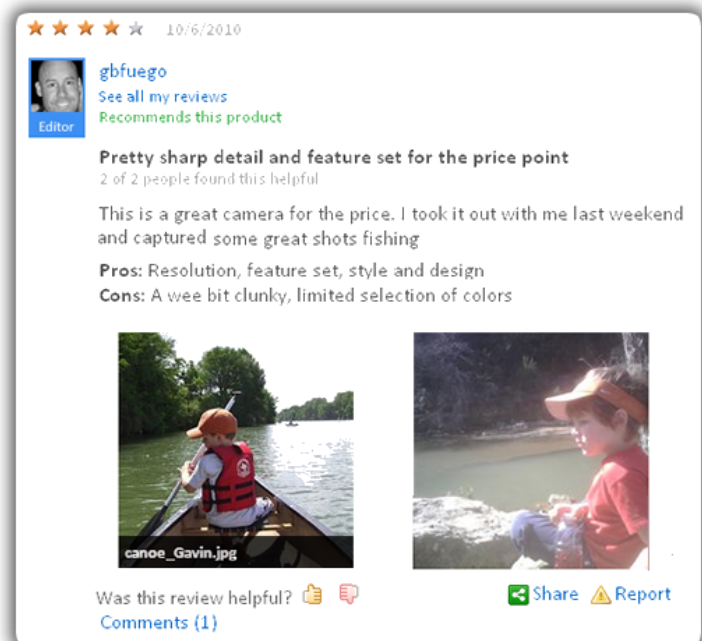 10/6/2010
gbfuego
See all my reviews
Editor
Recommends this product
Pretty sharp detail and feature set for the price point
2 of 2 people found this helpful
This is a great camera for the price. I took it out with me last weekend
and captured some great shots fishing
Pros: Resolution, feature set, style and design
Cons: A wee bit clunky, limited selection of colors
canoe_Gavin.jpg
Was this review helpful?
Share
Report
Comments (1)